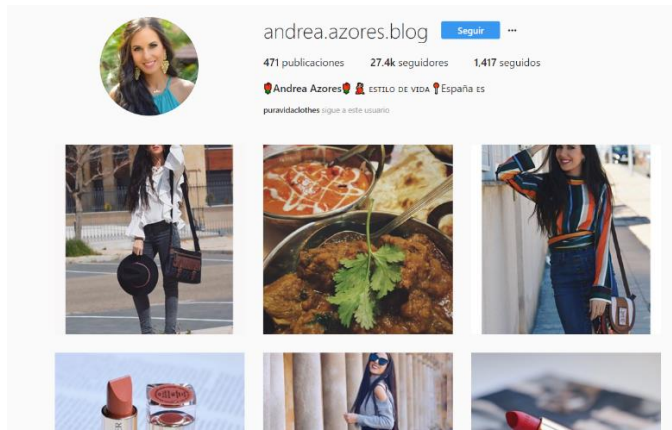 andrea.azores.blog Seguir ...
471 publicaciones 27.4k seguidores 1,417 seguidos
🌹Andrea Azores🌹 💃 ESTILO DE VIDA 📍España ES
puravidaclothes sigue a este usuario